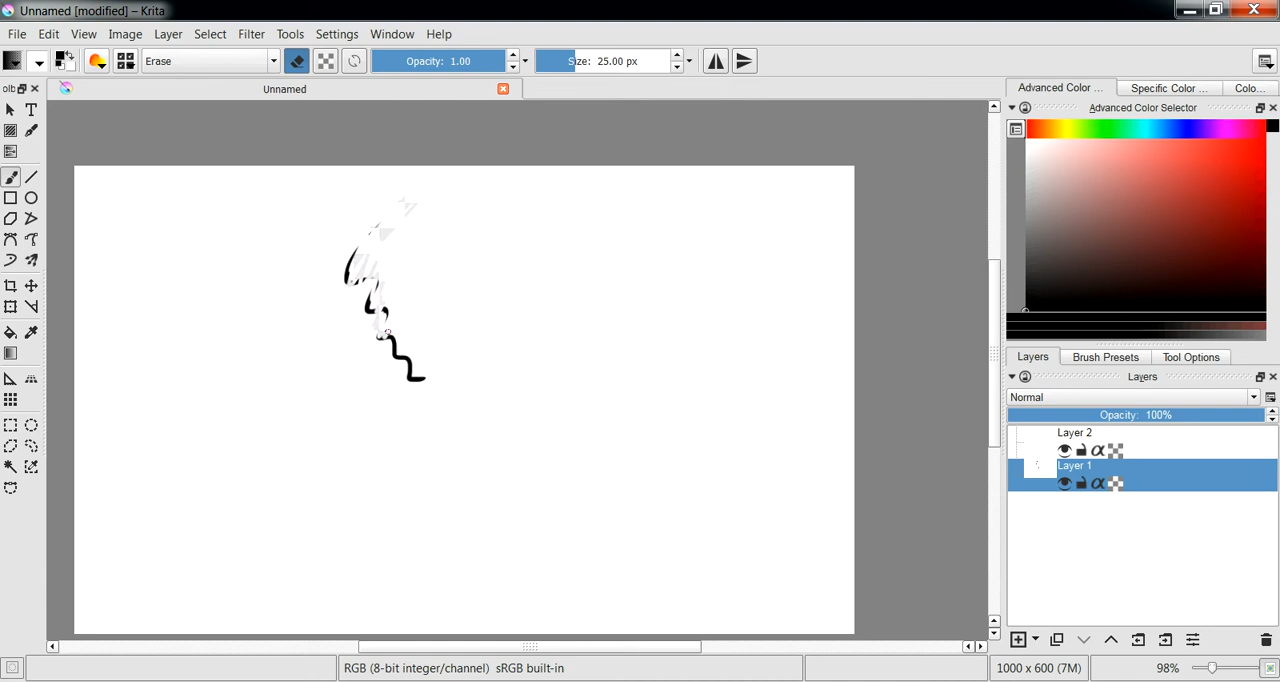 Unnamed [modified] – Krita
File Edit View Image Layer Select Filter Tools Settings Windows Help
Erase Opacity: 1.00 Size: 25.00 px
olb Unnamed Advanced Color ... Specific Color ... Colo...
Advanced Color Selector
Layers Brush Presets Tool Options
Layers
Normal
Opacity: 100%
Layer 2
Layer 1
RGB (8-bit integer/channel) sRGB built-in 1000 x 600 (7M) 98%